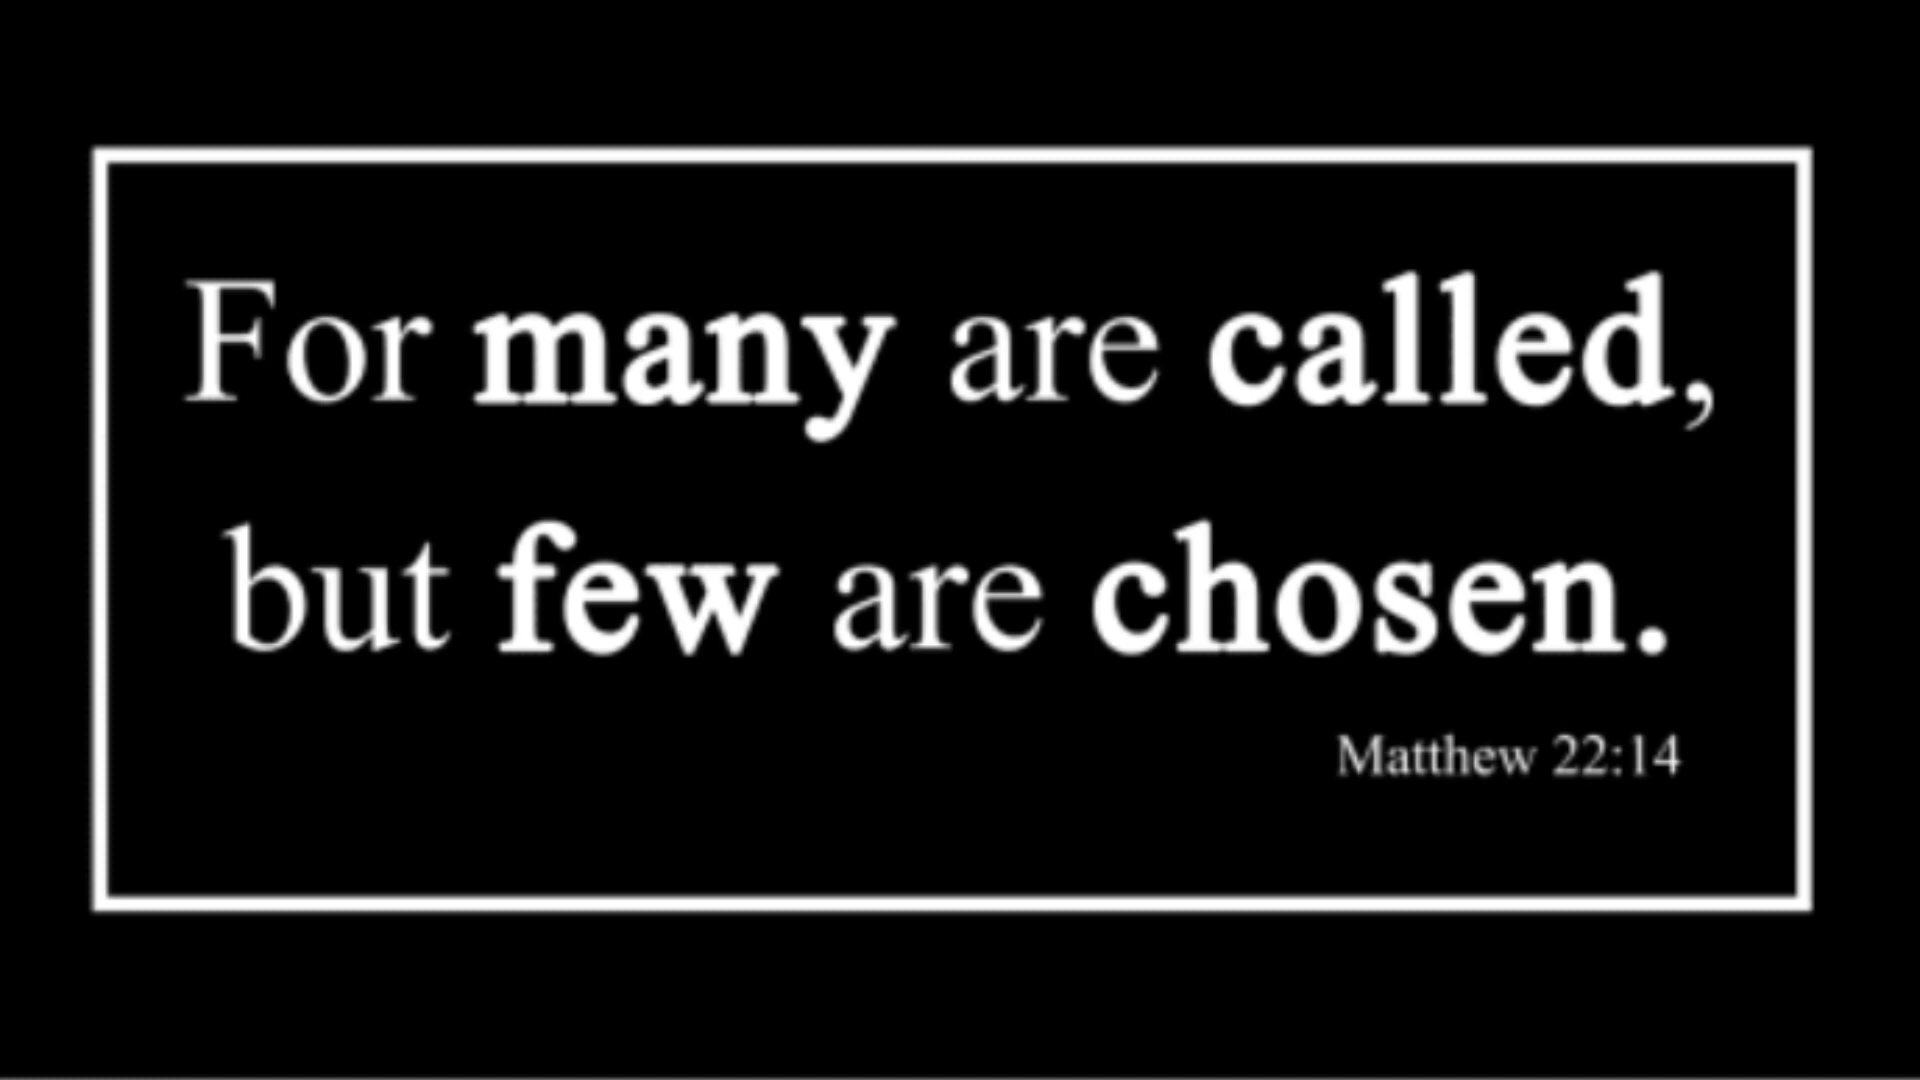 For many are called,
but few are chosen.
Matthew 22:14